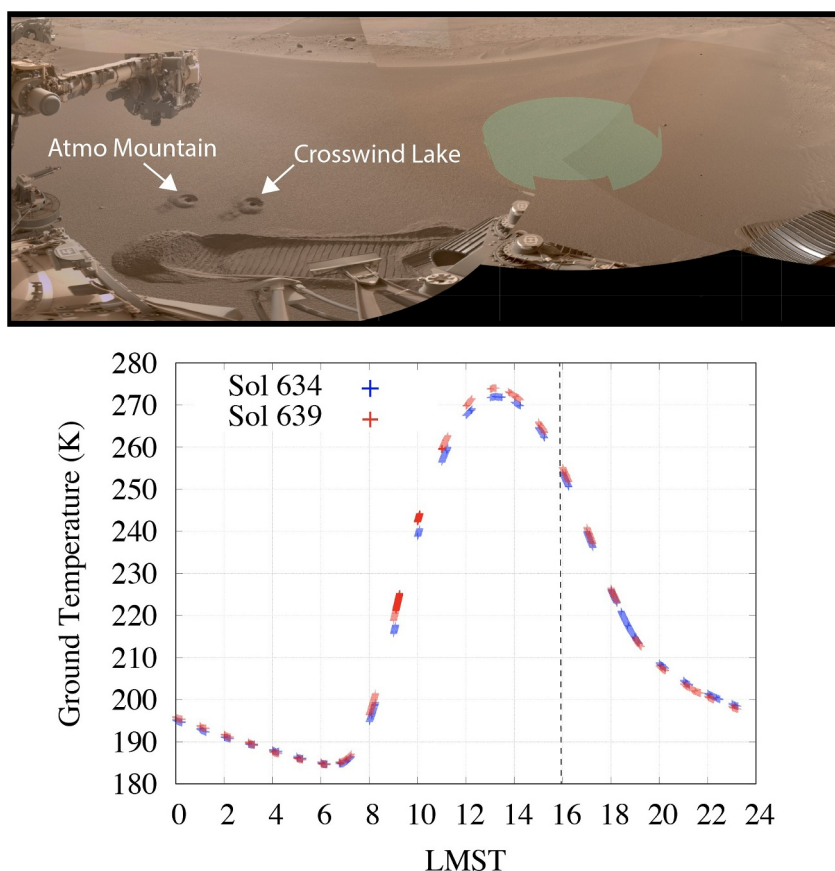 Atmo Mountain
Crosswind Lake
Sol 634
Sol 639
Ground Temperature (K)
280
270
260
250
240
230
220
210
200
190
180
0 2 4 6 8 10 12 14 16 18 20 22 24
LMST